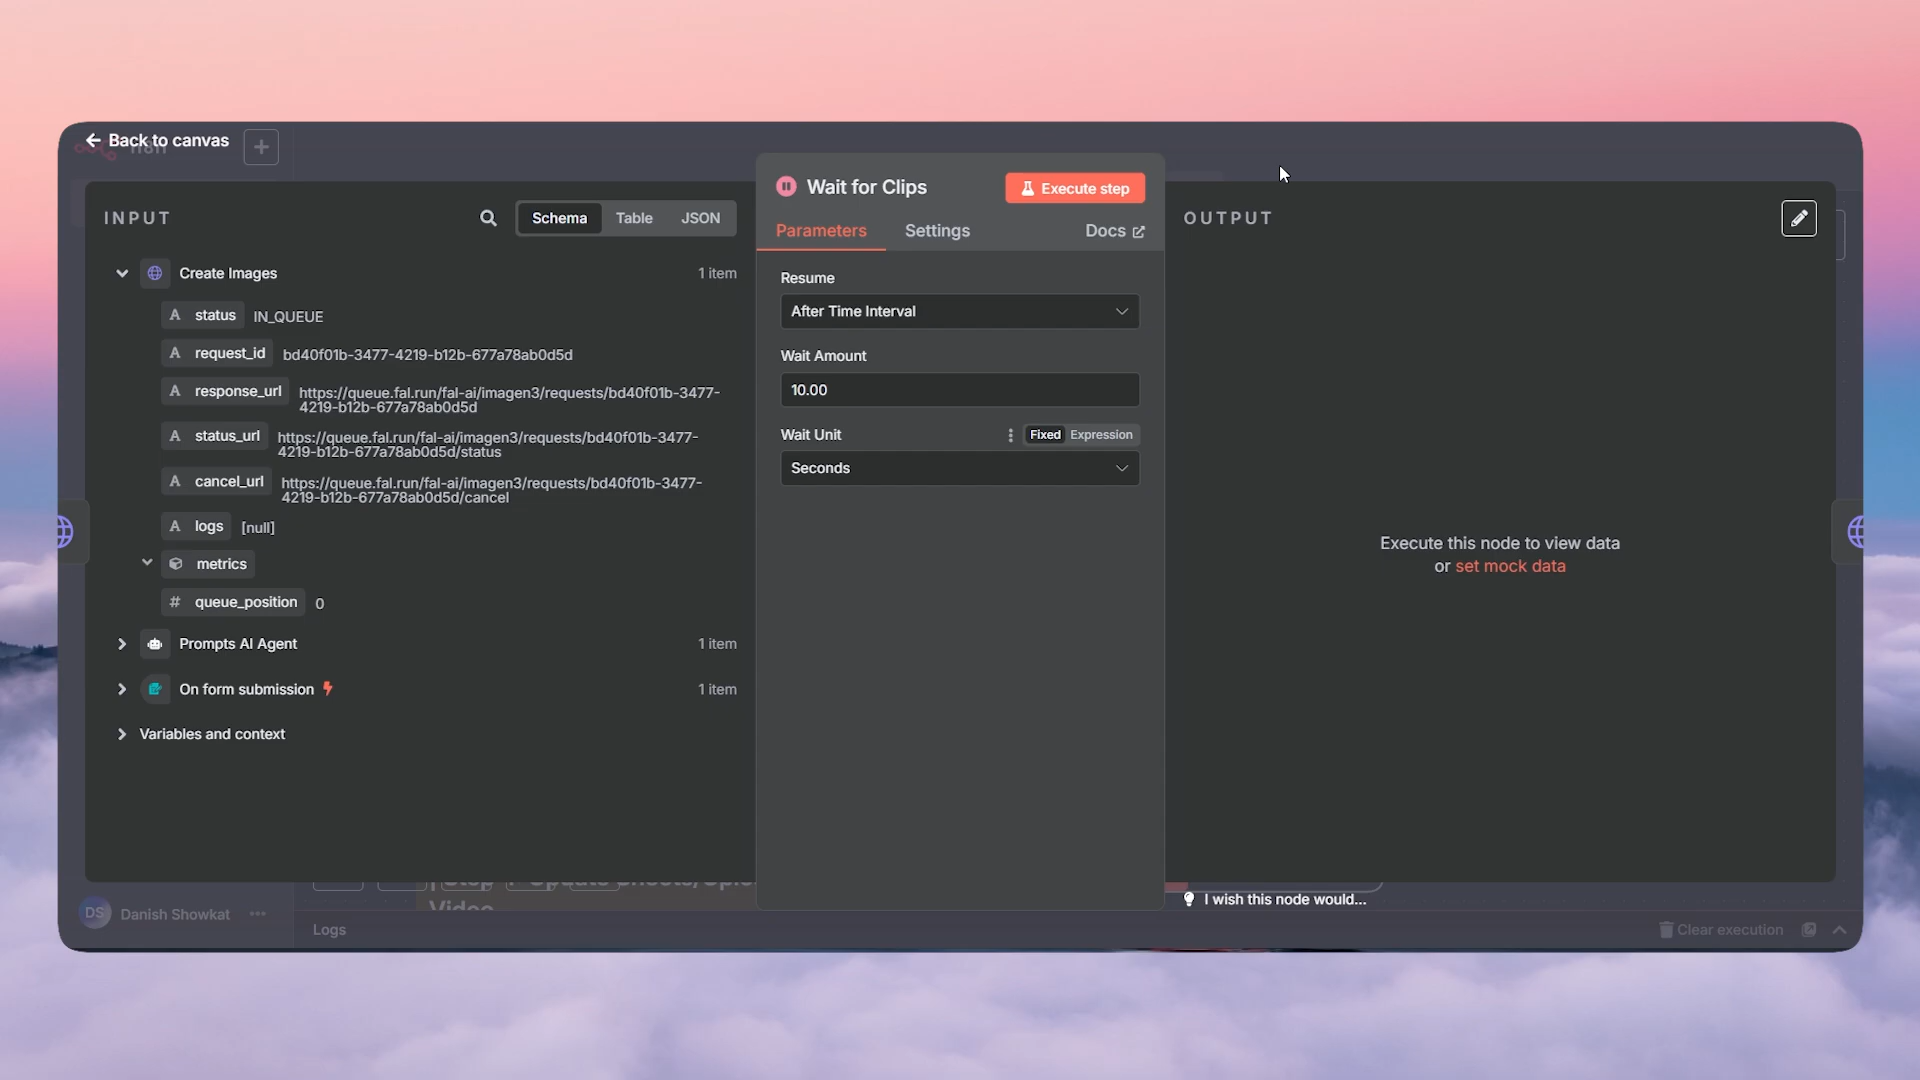 Back to canvas
n8n
Wait for Clips
Execute step
INPUT
Schema
Table
JSON
Parameters
Settings
Docs
OUTPUT
Create Images
1 item
A status IN_QUEUE
A request_id bd40f01b-3477-4219-b12b-677a78ab0d5d
A response_url https://queue.fal.run/fal-ai/imagen3/requests/bd40f01b-3477-
4219-b12b-677a78ab0d5d
A status_url https://queue.fal.run/fal-ai/imagen3/requests/bd40f01b-3477-
4219-b12b-677a78ab0d5d/status
A cancel_url https://queue.fal.run/fal-ai/imagen3/requests/bd40f01b-3477-
4219-b12b-677a78ab0d5d/cancel
A logs [null]
metrics
# queue_position 0
Prompts AI Agent
1 item
On form submission
1 item
Variables and context
Resume
After Time Interval
Wait Amount
10.00
Wait Unit
Fixed
Expression
Seconds
Execute this node to view data
or set mock data
Video
I wish this node would...
DS
Danish Showkat
Logs
Clear execution